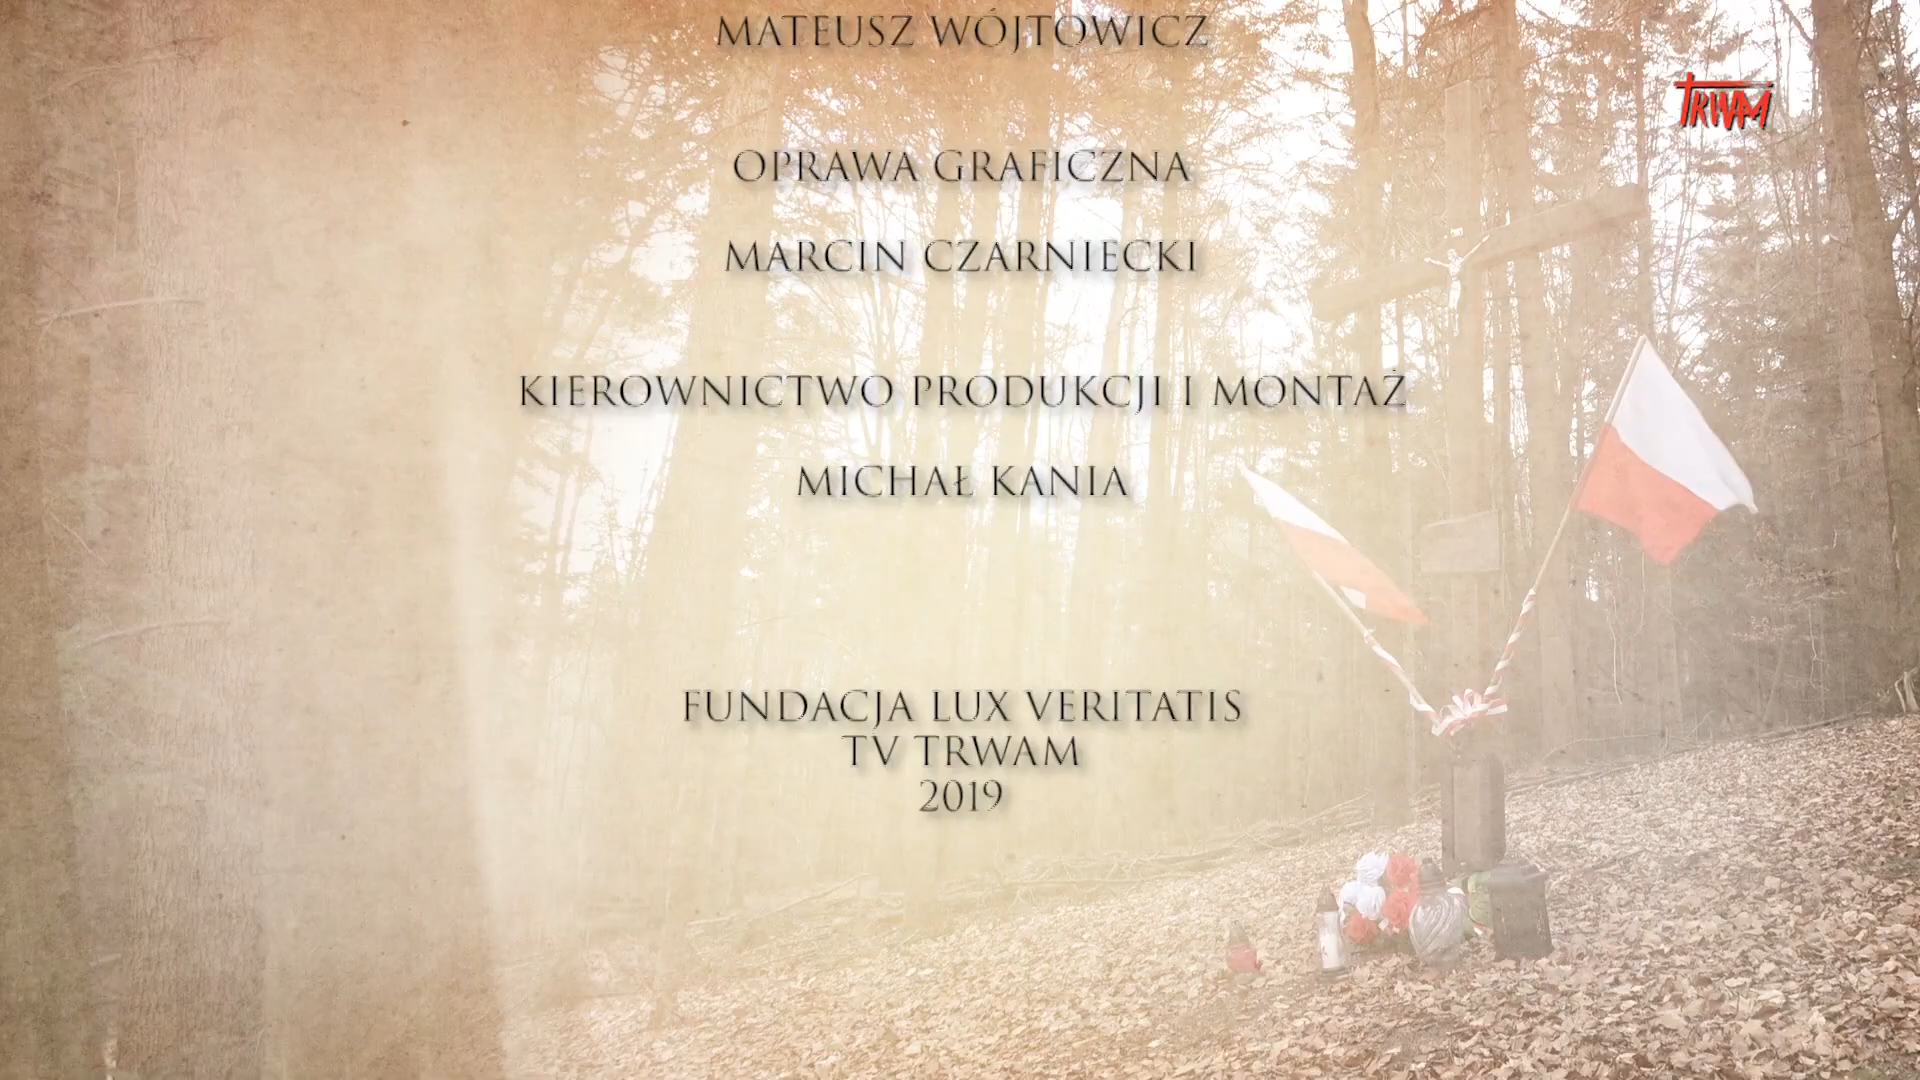 MATEUSZ WÓJTOWICZ
TRWAM
OPRAWA GRAFICZNA
MARCIN CZARNIECKI
KIEROWNICTWO PRODUKCJI I MONTAŻ
MICHAŁ KANIA
FUNDACJA LUX VERITATIS
TV TRWAM
2019